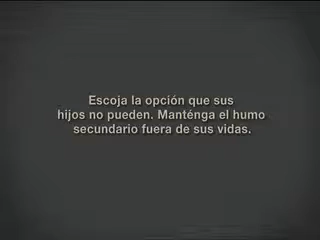 Escoja la opción que sus
hijos no pueden. Manténga el humo
secundario fuera de sus vidas.